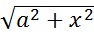 √(a² + x²)